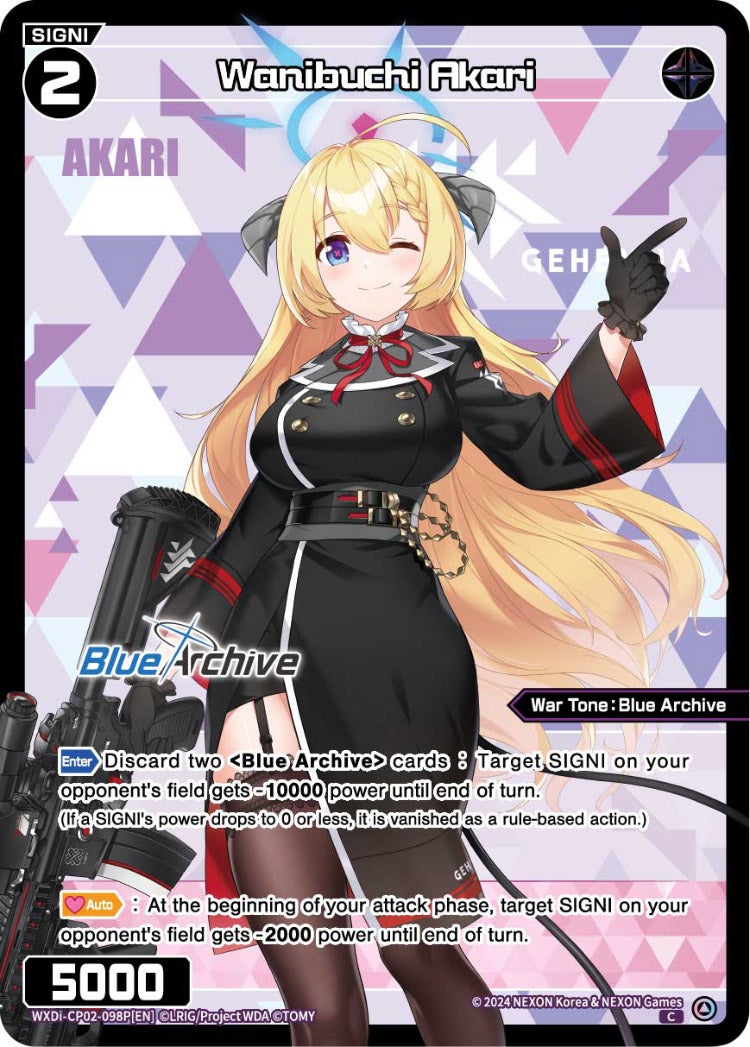 SIGNI
2
Wanibuchi Akari
AKARI
GEHENNA
Blue Archive
War Tone:Blue Archive
Enter Discard two <Blue Archive> cards : Target SIGNI on your
opponent's field gets -10000 power until end of turn.
(If a SIGNI's power drops to 0 or less, it is vanished as a rule-based action.)
GEH
Auto : At the beginning of your attack phase, target SIGNI on your
opponent's field gets -2000 power until end of turn.
5000
© 2024 NEXON Korea & NEXON Games
WXDi-CP02-098P[EN] ©LRIG/Project WDA ©TOMY
C